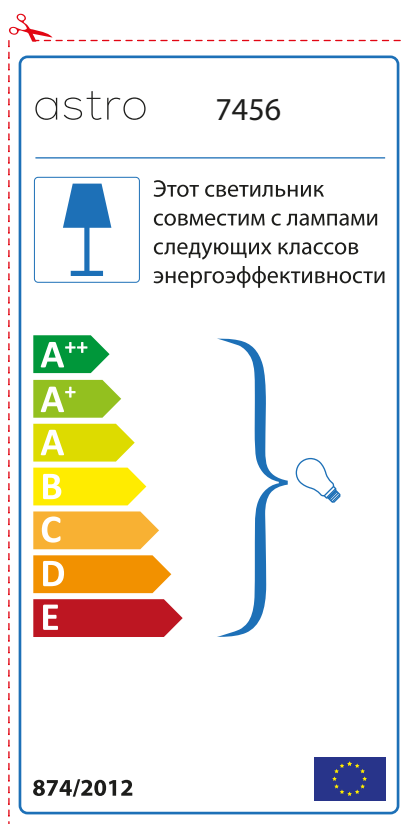 astro 7456
Этот светильник
совместим с лампами
следующих классов
энергоэффективности
A++
A+
A
B
C
D
E
874/2012